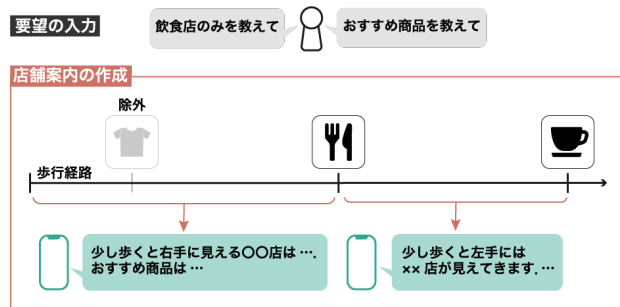 要望の入力
飲食店のみを教えて
おすすめ商品を教えて
店舗案内の作成
除外
歩行経路
少し歩くと右手に見える〇〇店は ….
おすすめ商品は …
少し歩くと左手には
×× 店が見えてきます. …